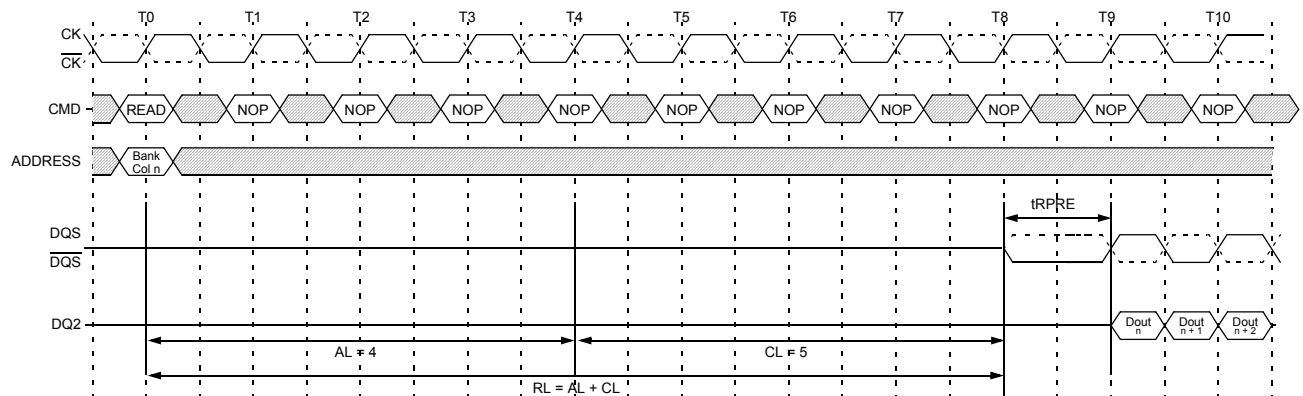 T0 T1 T2 T3 T4 T5 T6 T7 T8 T9 T10
CK
CK
CMD READ NOP NOP NOP NOP NOP NOP NOP NOP NOP NOP
ADDRESS Bank
Col n
tRPRE
DQS
DQS
DQ2 Dout Dout Dout
n n + 1 n + 2
AL = 4 CL = 5
RL = AL + CL